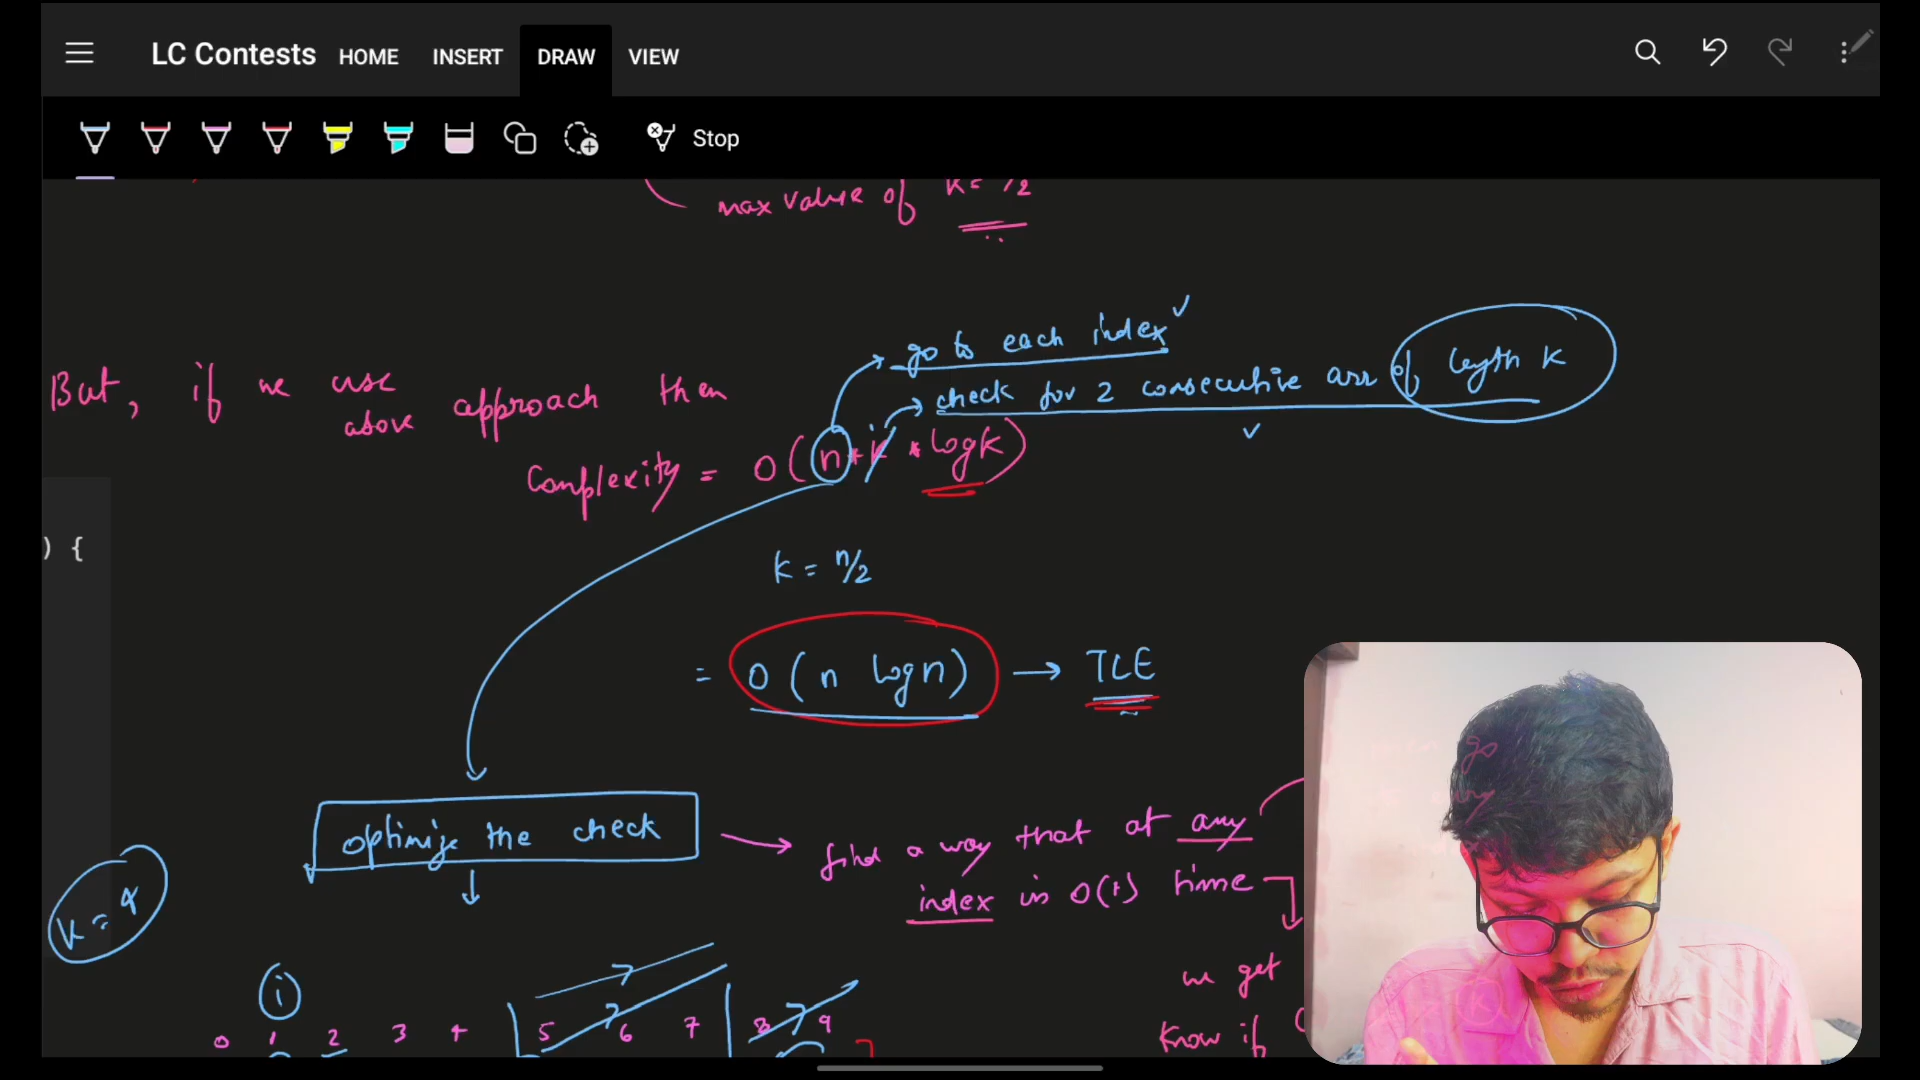 LC Contests HOME INSERT DRAW VIEW
Stop
max value of K = /2
go to each index
check for 2 consecutive arr of length K
But, if we use above approach then
Complexity = O(n * k * logk)
) {
k = n/2
= O(n logn) → TLE
optimize the check
find a way that at any
index in O(1) time
k = 4
we get
i
0 1 2 3 4 5 6 7 8 9
know if